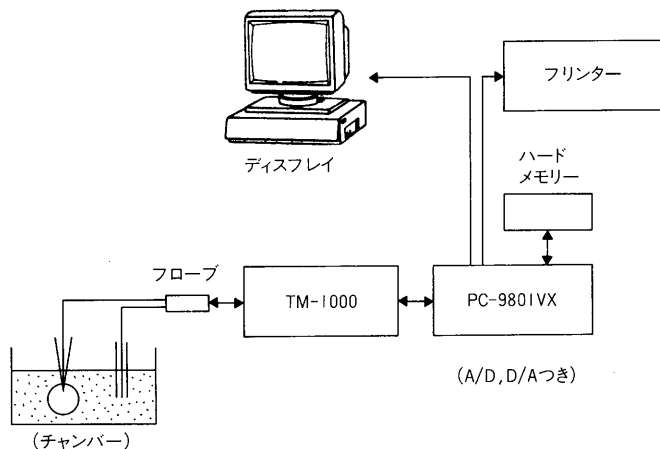 フリンター
ディスフレイ
ハード
メモリー
フローブ
TM-1000
PC-9801VX
(A/D, D/Aつき)
(チャンバー)